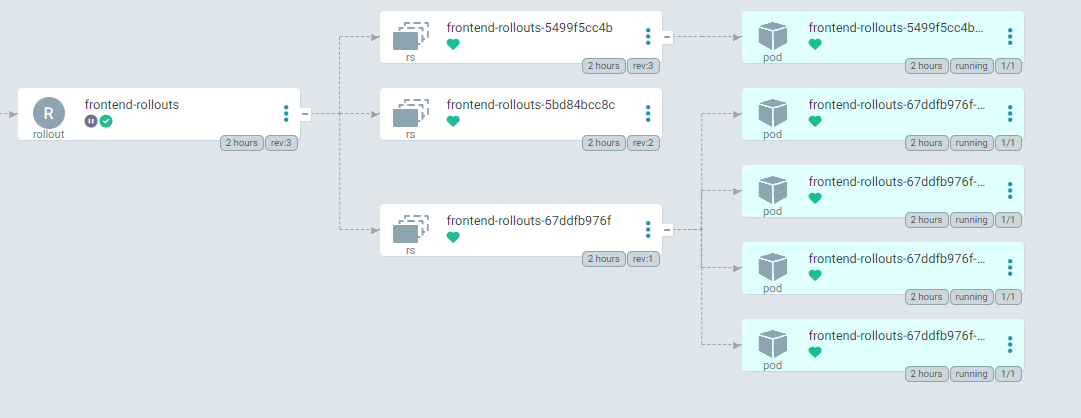 R
rollout
frontend-rollouts
2 hours
rev:3
rs
frontend-rollouts-5499f5cc4b
2 hours
rev:3
rs
frontend-rollouts-5bd84bcc8c
2 hours
rev:2
rs
frontend-rollouts-67ddfb976f
2 hours
rev:1
pod
frontend-rollouts-5499f5cc4b...
2 hours
running
1/1
pod
frontend-rollouts-67ddfb976f-...
2 hours
running
1/1
pod
frontend-rollouts-67ddfb976f-...
2 hours
running
1/1
pod
frontend-rollouts-67ddfb976f-...
2 hours
running
1/1
pod
frontend-rollouts-67ddfb976f-...
2 hours
running
1/1